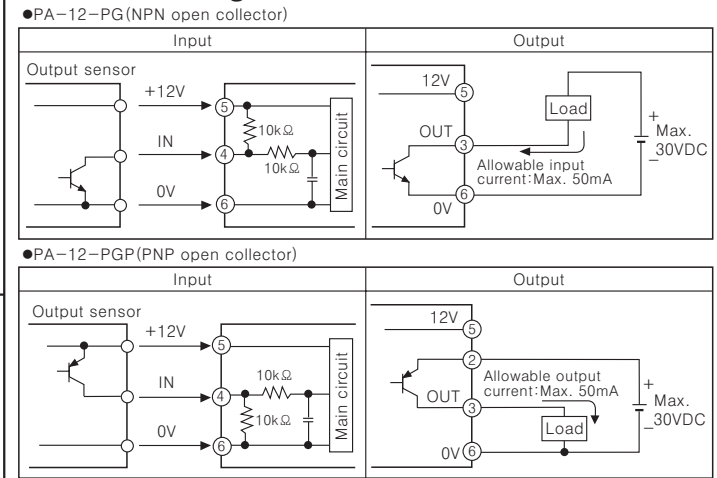 ●PA-12-PG(NPN open collector)
Input
Output
Output sensor
+12V
IN
0V
5
4
6
10kΩ
10kΩ
Main circuit
12V
5
OUT
3
6
0V
Load
Allowable input
current:Max. 50mA
+
Max.
30VDC
−
●PA-12-PGP(PNP open collector)
Input
Output
Output sensor
+12V
IN
0V
5
4
6
10kΩ
10kΩ
Main circuit
12V
5
2
OUT
3
0V
6
Allowable output
current:Max. 50mA
Load
+
Max.
30VDC
−